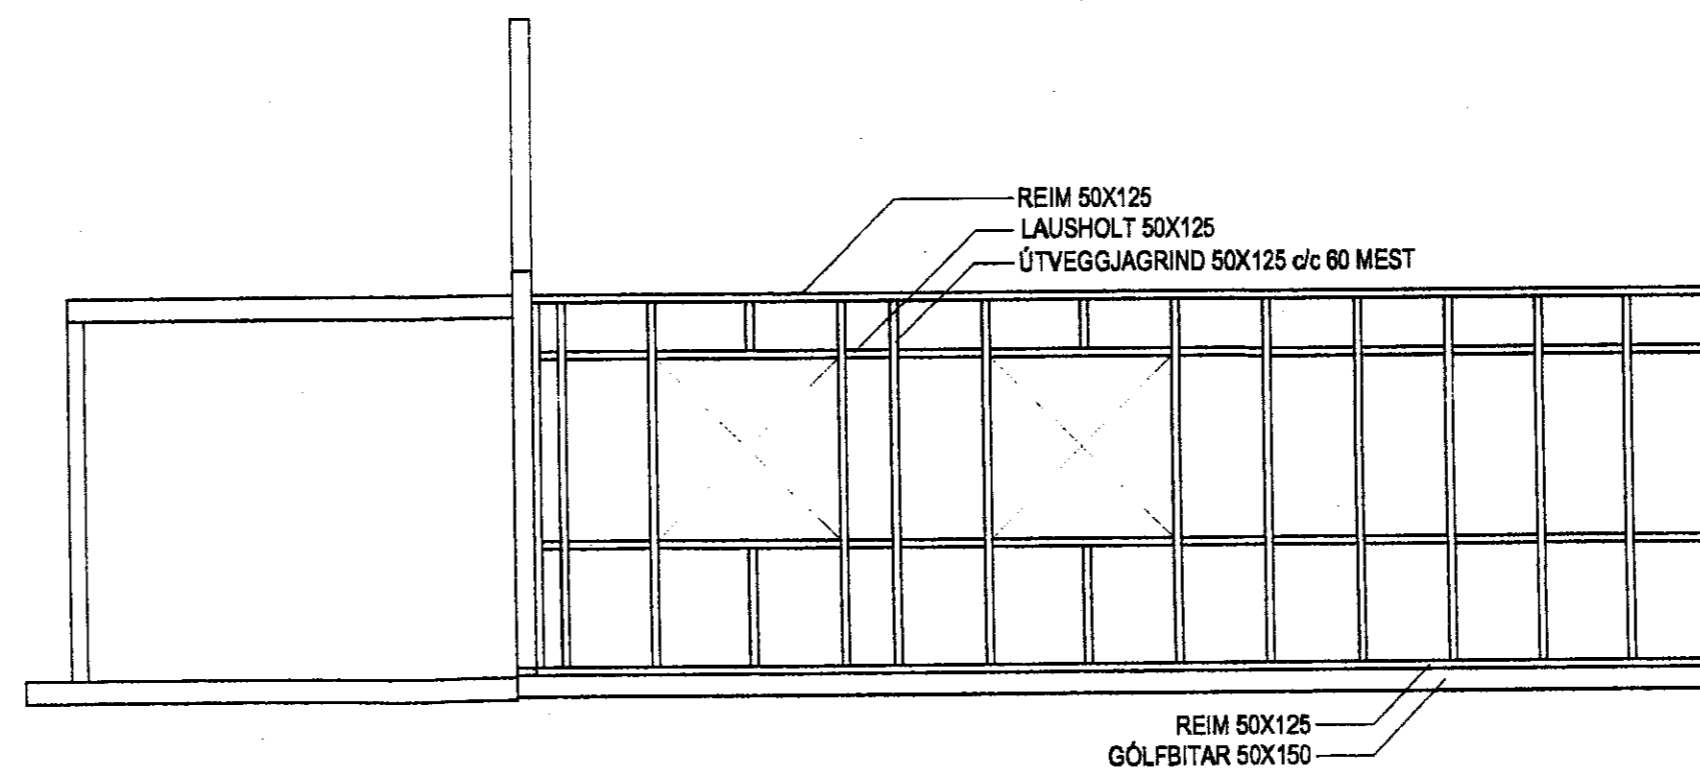 REIM 50X125
LAUSHOLT 50X125
ÚTVEGGJAGRIND 50X125 c/c 60 MEST
REIM 50X125
GÓLFBITAR 50X150